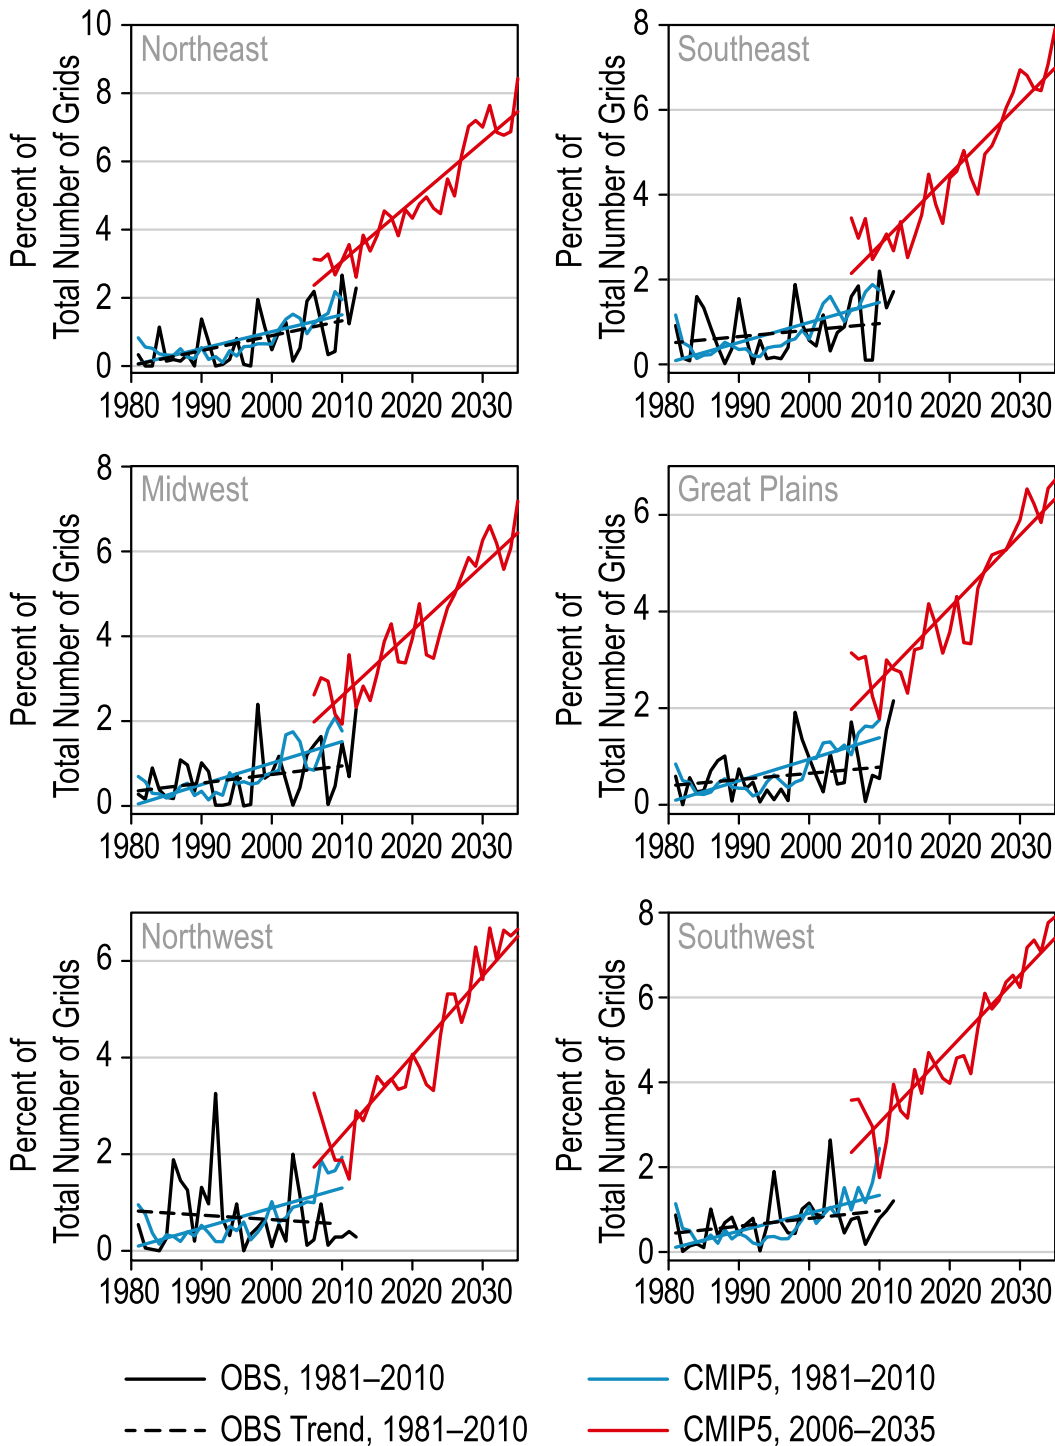 Northeast
Percent of
Total Number of Grids
10
8
6
4
2
0
1980 1990 2000 2010 2020 2030
Southeast
Percent of
Total Number of Grids
8
6
4
2
0
1980 1990 2000 2010 2020 2030
Midwest
Percent of
Total Number of Grids
8
6
4
2
0
1980 1990 2000 2010 2020 2030
Great Plains
Percent of
Total Number of Grids
6
4
2
0
1980 1990 2000 2010 2020 2030
Northwest
Percent of
Total Number of Grids
6
4
2
0
1980 1990 2000 2010 2020 2030
Southwest
Percent of
Total Number of Grids
8
6
4
2
0
1980 1990 2000 2010 2020 2030
OBS, 1981–2010
CMIP5, 1981–2010
OBS Trend, 1981–2010
CMIP5, 2006–2035